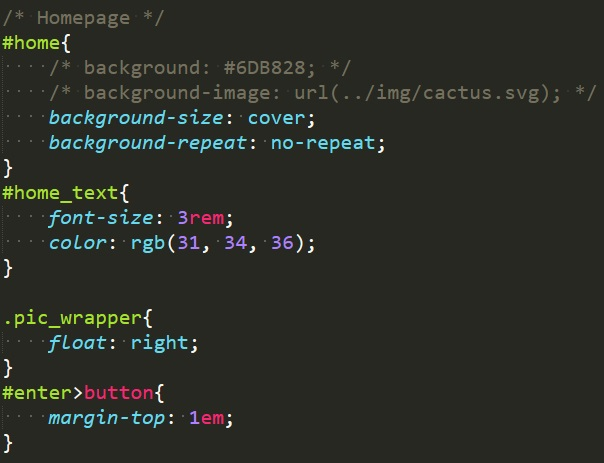 /* Homepage */
#home{
    /* background: #6DB828; */
    /* background-image: url(../img/cactus.svg); */
    background-size: cover;
    background-repeat: no-repeat;
}
#home_text{
    font-size: 3rem;
    color: rgb(31, 34, 36);
}

.pic_wrapper{
    float: right;
}
#enter>button{
    margin-top: 1em;
}